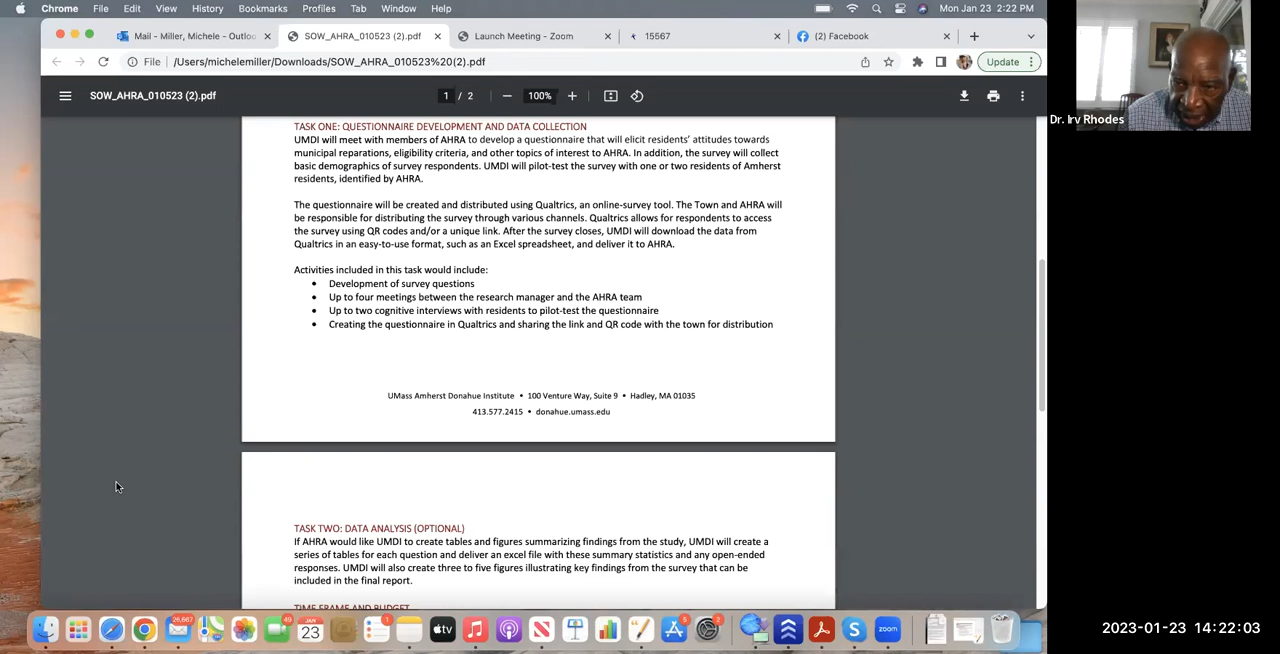 Chrome File Edit View History Bookmarks Profiles Tab Window Help Mon Jan 23 2:22 PM
Mail - Miller, Michele - Outloo SOW_AHRA_010523 (2).pdf Launch Meeting - Zoom 15567 (2) Facebook
File /Users/michelemiller/Downloads/SOW_AHRA_010523%20(2).pdf Update
SOW_AHRA_010523 (2).pdf 1 / 2 100%
Dr. Irv Rhodes
TASK ONE: QUESTIONNAIRE DEVELOPMENT AND DATA COLLECTION
UMDI will meet with members of AHRA to develop a questionnaire that will elicit residents' attitudes towards
municipal reparations, eligibility criteria, and other topics of interest to AHRA. In addition, the survey will collect
basic demographics of survey respondents. UMDI will pilot-test the survey with one or two residents of Amherst
residents, identified by AHRA.
The questionnaire will be created and distributed using Qualtrics, an online-survey tool. The Town and AHRA will
be responsible for distributing the survey through various channels. Qualtrics allows for respondents to access
the survey using QR codes and/or a unique link. After the survey closes, UMDI will download the data from
Qualtrics in an easy-to-use format, such as an Excel spreadsheet, and deliver it to AHRA.
Activities included in this task would include:
• Development of survey questions
• Up to four meetings between the research manager and the AHRA team
• Up to two cognitive interviews with residents to pilot-test the questionnaire
• Creating the questionnaire in Qualtrics and sharing the link and QR code with the town for distribution
UMass Amherst Donahue Institute • 100 Venture Way, Suite 9 • Hadley, MA 01035
413.577.2415 • donahue.umass.edu
TASK TWO: DATA ANALYSIS (OPTIONAL)
If AHRA would like UMDI to create tables and figures summarizing findings from the study, UMDI will create a
series of tables for each question and deliver an excel file with these summary statistics and any open-ended
responses. UMDI will also create three to five figures illustrating key findings from the survey that can be
included in the final report.
TIME FRAME AND BUDGET
26,667 49 JAN 23 1 tv 5 2 zoom
2023-01-23 14:22:03